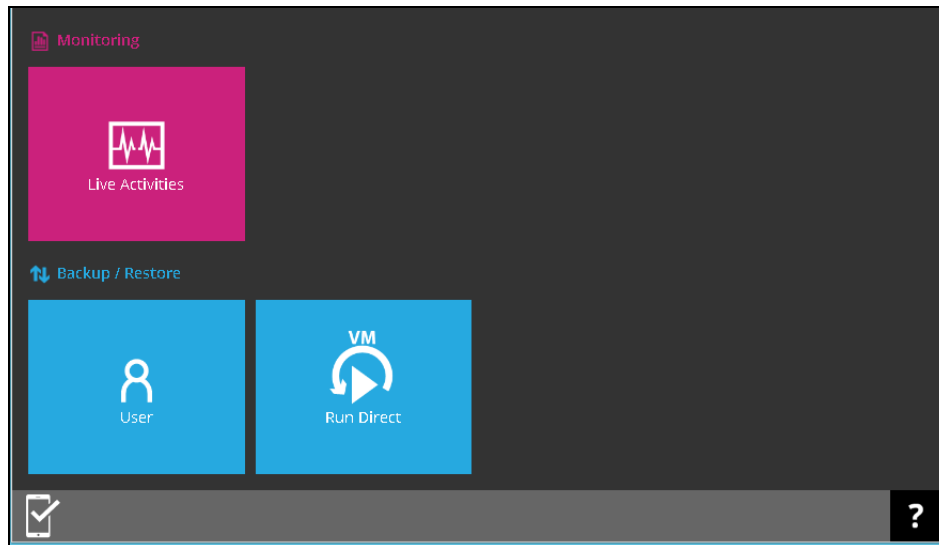 Monitoring
Live Activities
Backup / Restore
User
VM
Run Direct
?